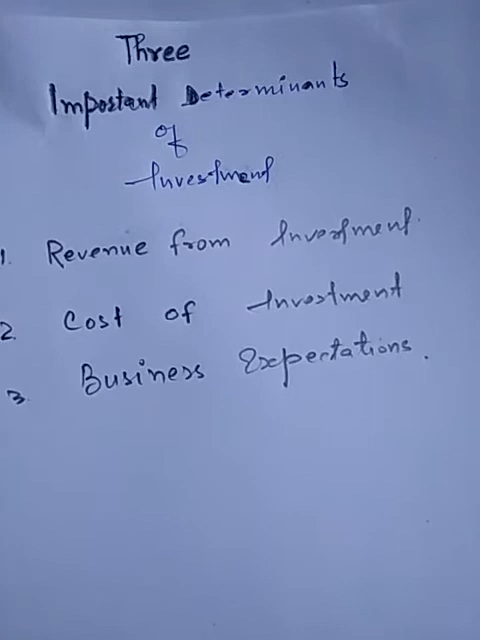 Three
Important Determinants
of
Investment
1. Revenue from Investment.
2. Cost of Investment
3. Business Expectations.